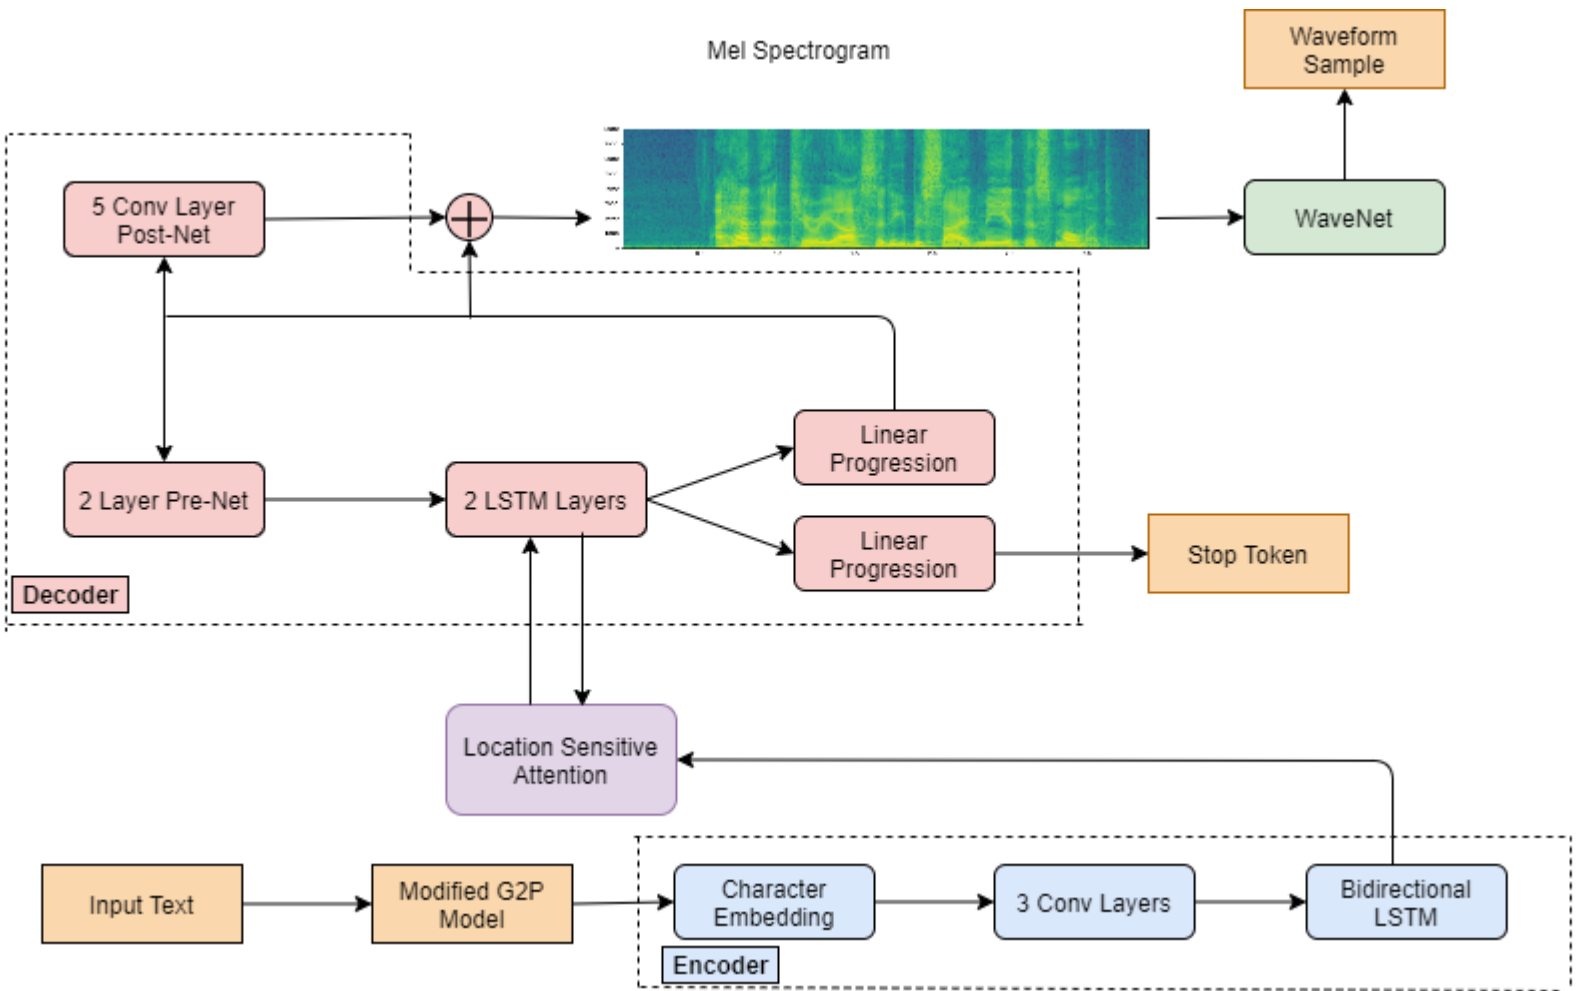 Mel Spectrogram
Waveform
Sample
5 Conv Layer
Post-Net
WaveNet
Linear
Progression
2 Layer Pre-Net
2 LSTM Layers
Linear
Progression
Stop Token
Decoder
Location Sensitive
Attention
Input Text
Modified G2P
Model
Character
Embedding
3 Conv Layers
Bidirectional
LSTM
Encoder